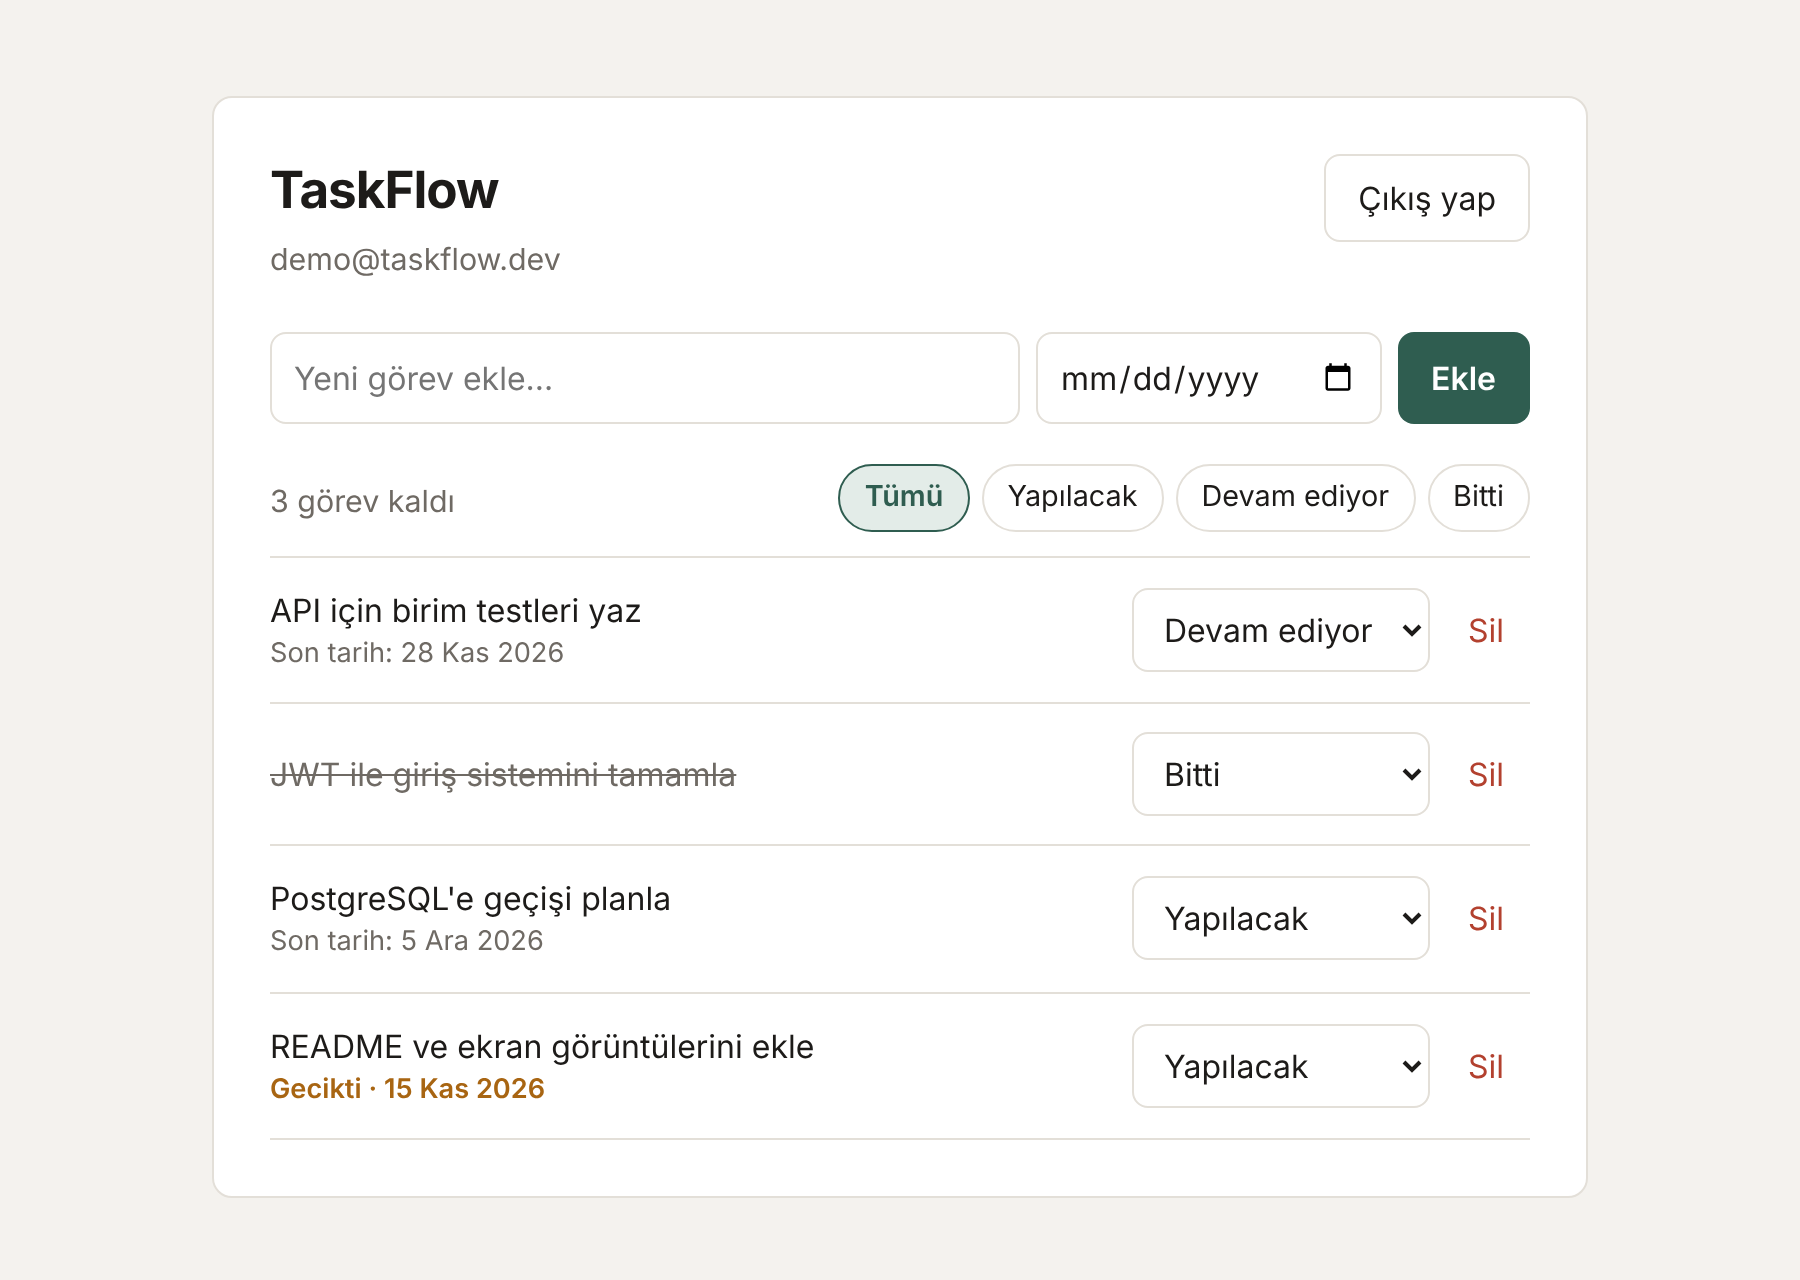 TaskFlow
Çıkış yap
demo@taskflow.dev
Yeni görev ekle...
mm/dd/yyyy
Ekle
3 görev kaldı
Tümü
Yapılacak
Devam ediyor
Bitti
API için birim testleri yaz
Son tarih: 28 Kas 2026
Devam ediyor
Sil
JWT ile giriş sistemini tamamla
Bitti
Sil
PostgreSQL'e geçişi planla
Son tarih: 5 Ara 2026
Yapılacak
Sil
README ve ekran görüntülerini ekle
Gecikti · 15 Kas 2026
Yapılacak
Sil